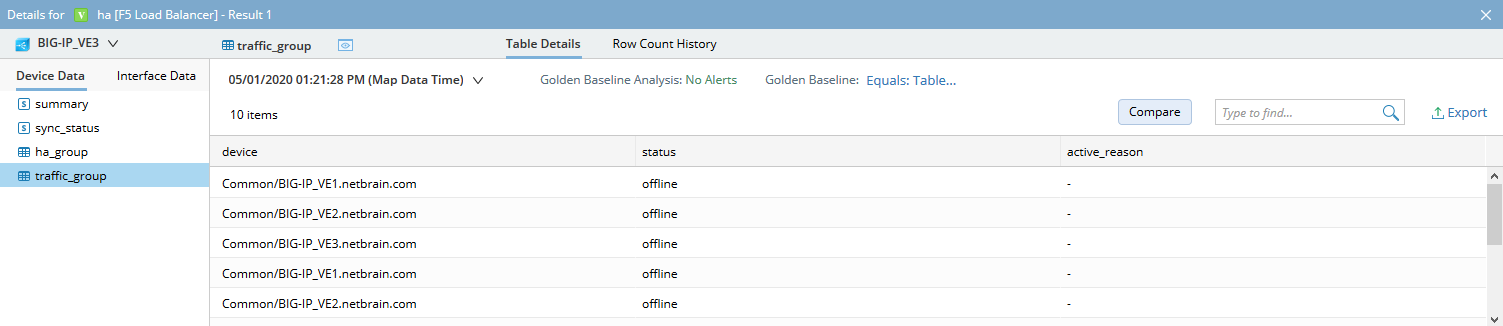 Details for V ha [F5 Load Balancer] - Result 1
BIG-IP_VE3
traffic_group
Table Details
Row Count History
Device Data
Interface Data
$ summary
$ sync_status
ha_group
traffic_group
05/01/2020 01:21:28 PM (Map Data Time)
Golden Baseline Analysis: No Alerts
Golden Baseline: Equals: Table...
10 items
Compare
Type to find...
Export
device status active_reason
Common/BIG-IP_VE1.netbrain.com offline -
Common/BIG-IP_VE2.netbrain.com offline -
Common/BIG-IP_VE3.netbrain.com offline -
Common/BIG-IP_VE1.netbrain.com offline -
Common/BIG-IP_VE2.netbrain.com offline -